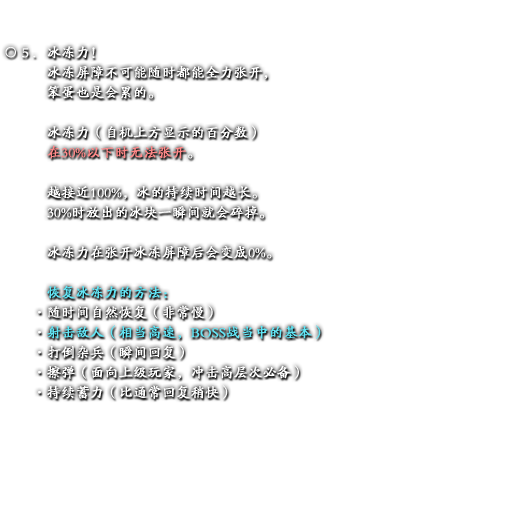 ○５．冰冻力!
冰冻屏障不可能随时都能全力张开，
笨蛋也是会累的。
冰冻力（自机上方显示的百分数）
在30%以下时无法张开。
越接近100%，冰的持续时间越长。
30%时放出的冰块一瞬间就会碎掉。
冰冻力在张开冰冻屏障后会变成0%。
恢复冰冻力的方法：
・随时间自然恢复（非常慢）
・射击敌人（相当高速，BOSS战当中的基本）
・打倒杂兵（瞬间回复）
・擦弹（面向上级玩家，冲击高层次必备）
・持续蓄力（比通常回复稍快）